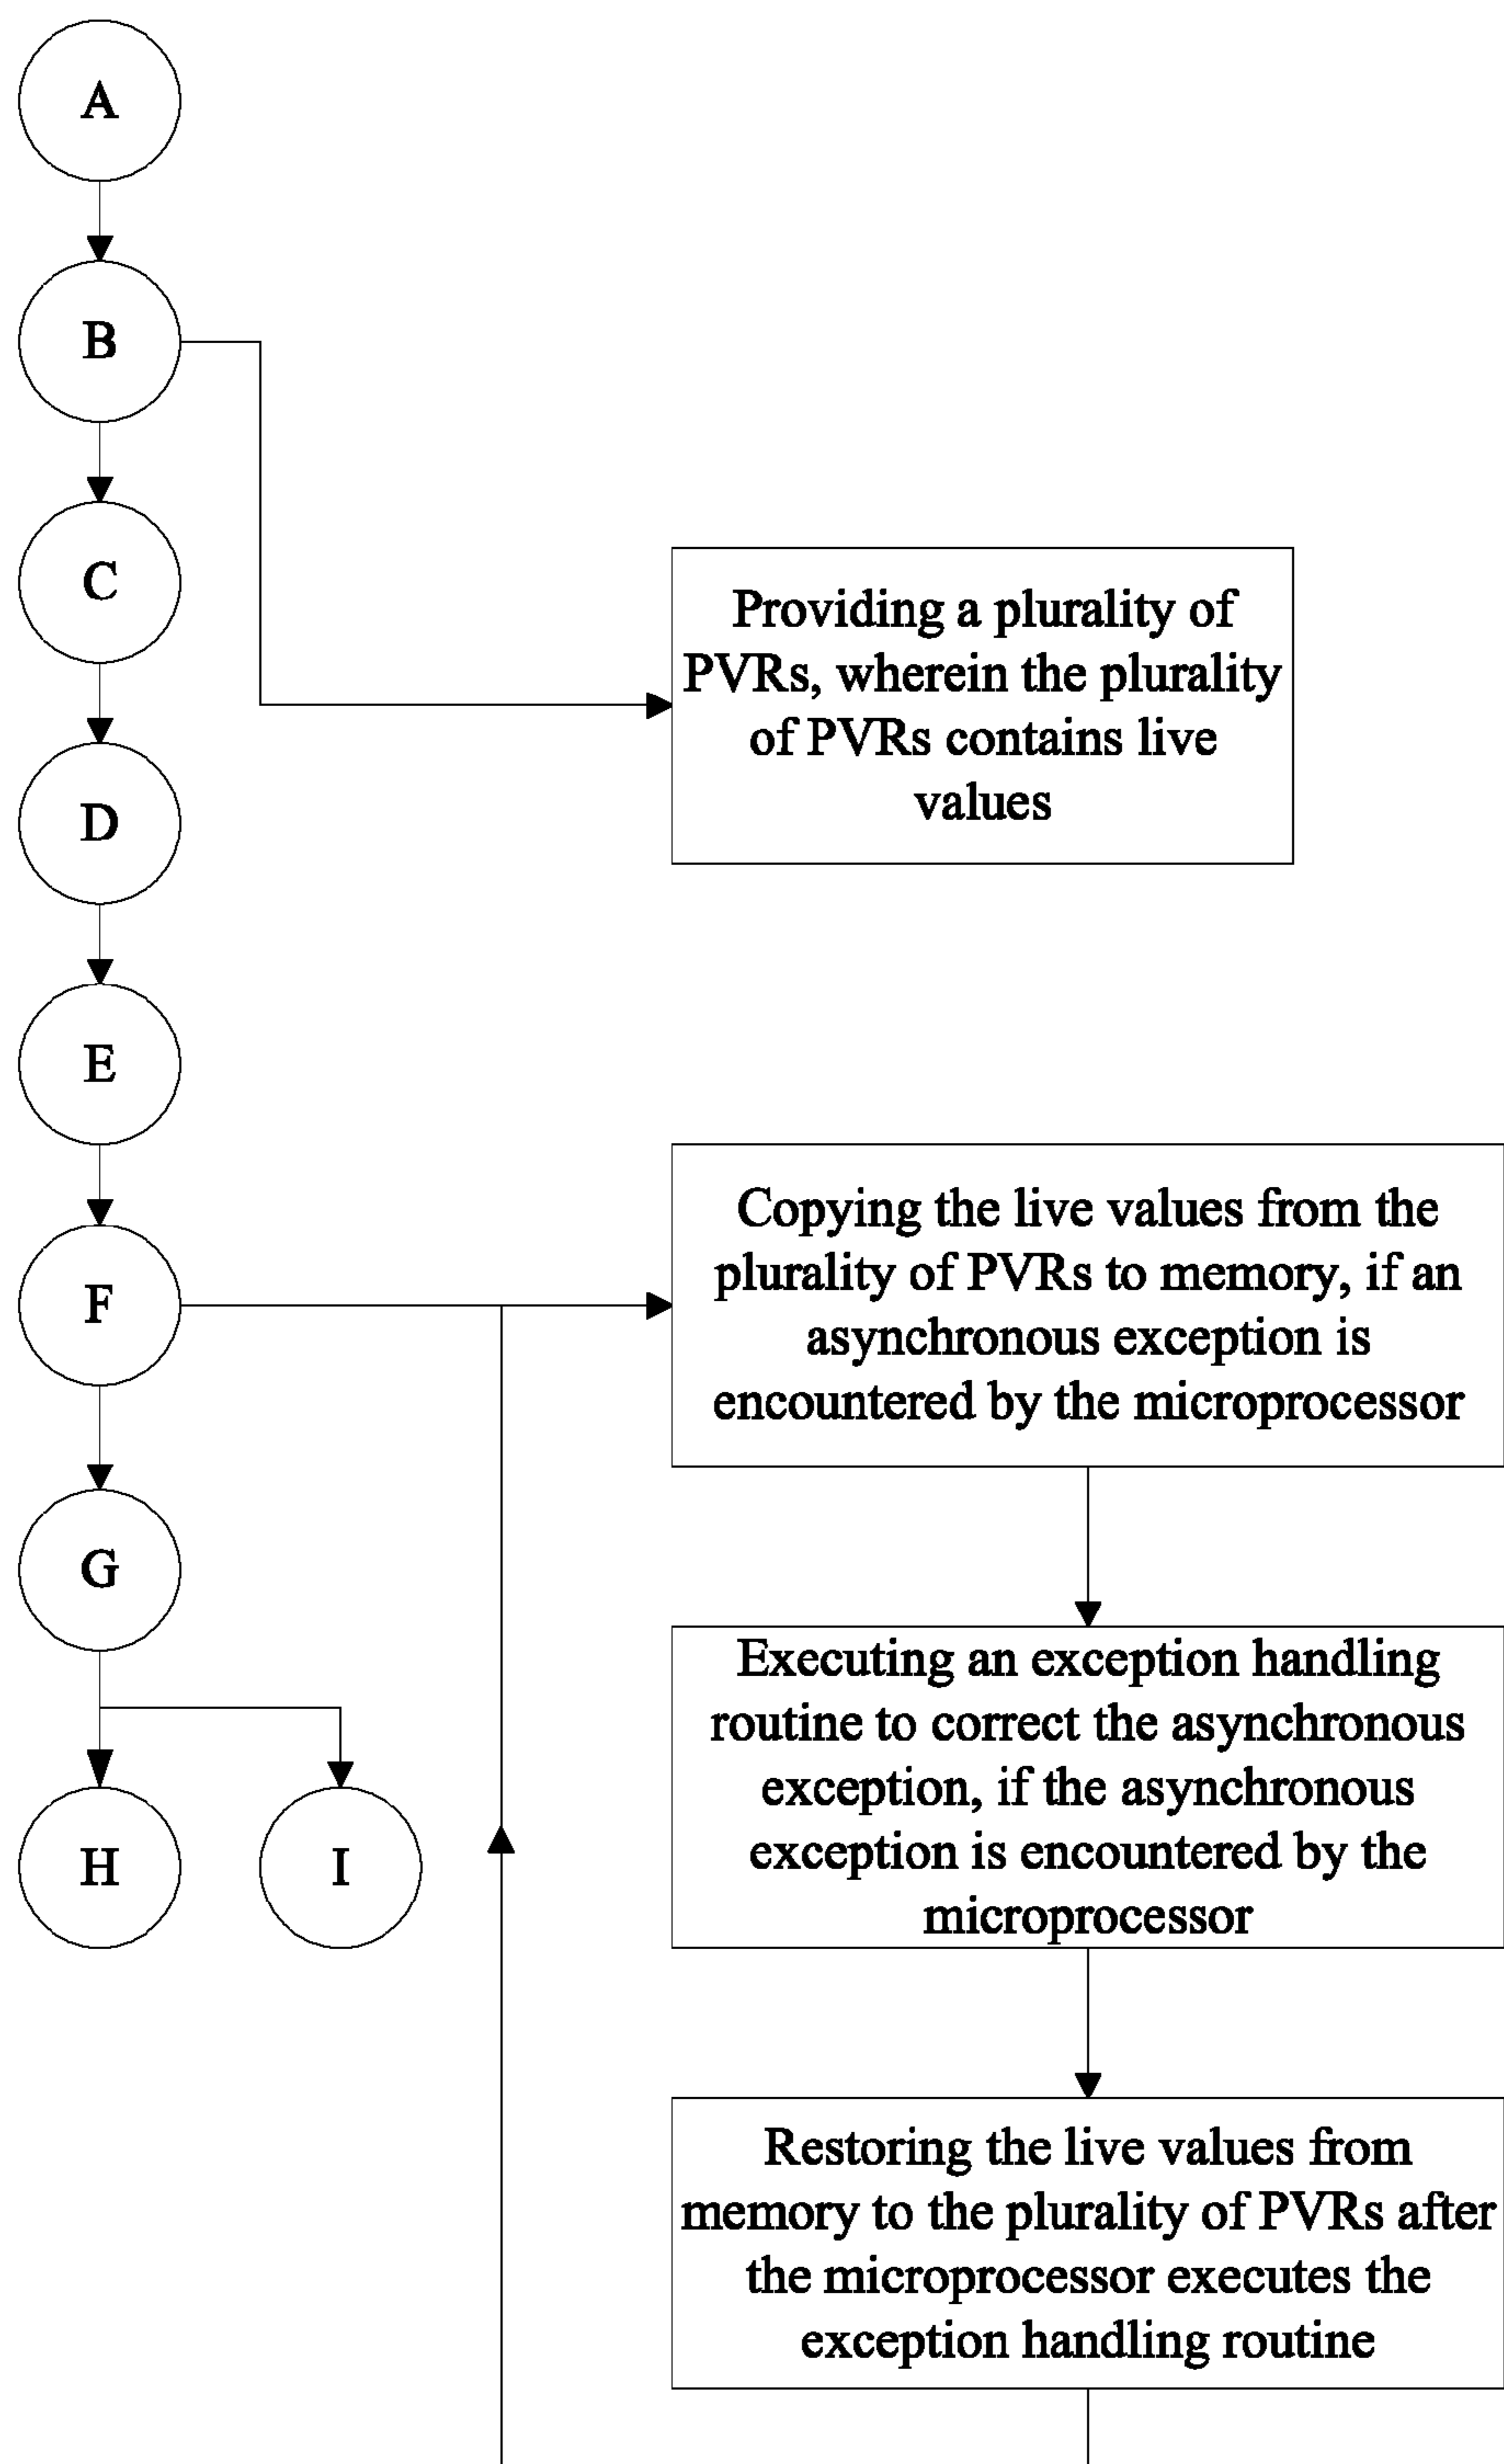 A
B
C
Providing a plurality of
PVRs, wherein the plurality
of PVRs contains live
values
D
E
F
Copying the live values from the
plurality of PVRs to memory, if an
asynchronous exception is
encountered by the microprocessor
G
Executing an exception handling
routine to correct the asynchronous
exception, if the asynchronous
exception is encountered by the
microprocessor
H
I
Restoring the live values from
memory to the plurality of PVRs after
the microprocessor executes the
exception handling routine